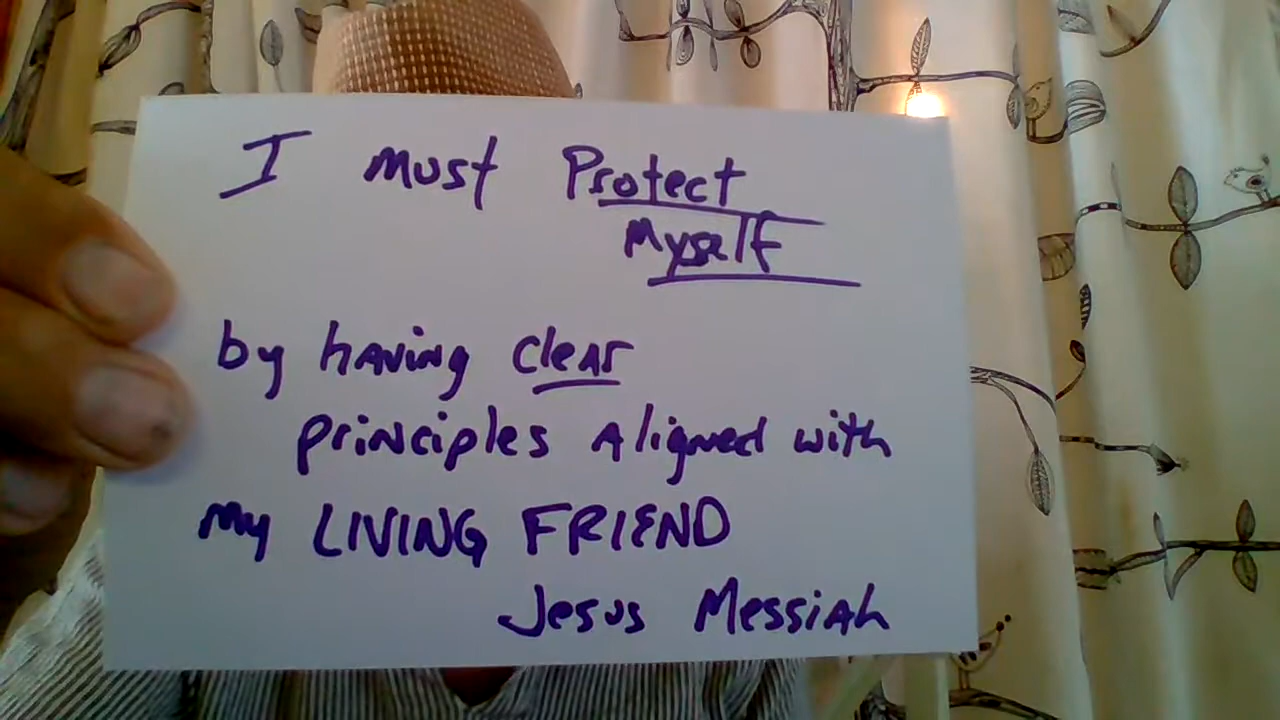 I must Protect
Myself
by having clear
principles Aligned with
my LIVING FRIEND
Jesus Messiah